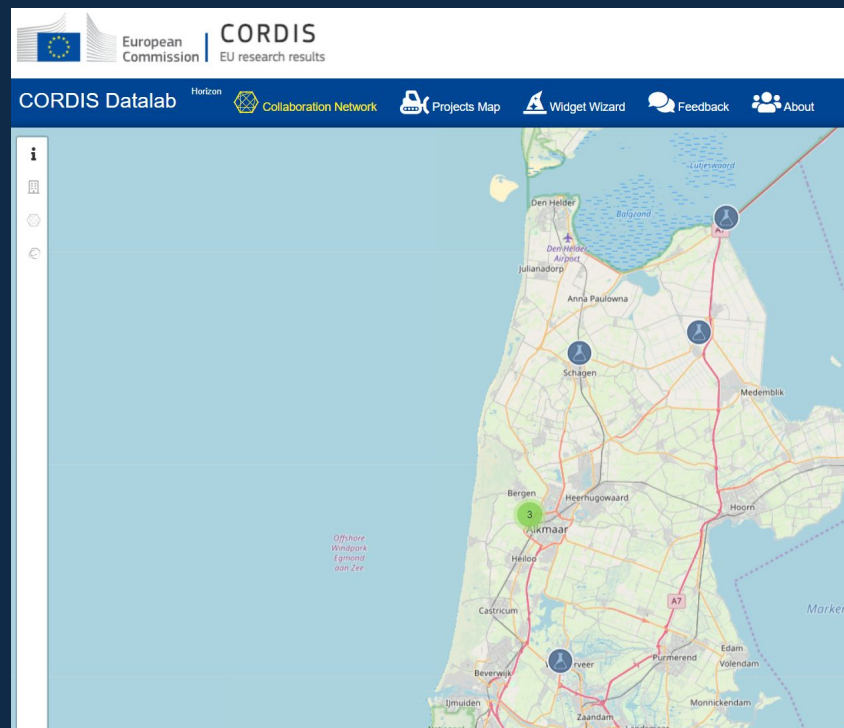 European
Commission
CORDIS
EU research results
CORDIS Datalab
Horizon
Collaboration Network
Projects Map
Widget Wizard
Feedback
About
i
Lutjeswaard
Den Helder
Balgzand
A7
Den Helder
Airport
Julianadorp
Anna Paulowna
Schagen
Medemblik
Bergen
Heerhugowaard
3
Alkmaar
Hoorn
Offshore
Windpark
Egmond
aan Zee
Heiloo
A7
Castricum
Edam
Purmerend
Volendam
Beverwijk
Monnickendam
IJmuiden
Zaandam